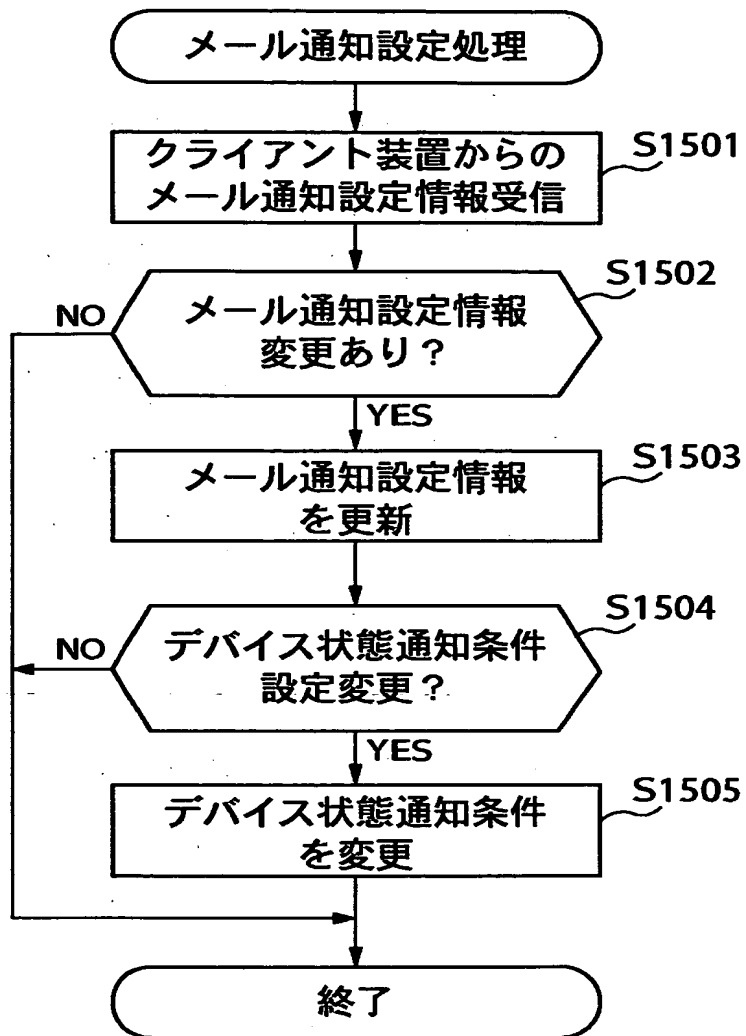 メール通知設定処理
クライアント装置からの
メール通知設定情報受信
S1501
メール通知設定情報
変更あり?
S1502
NO
YES
メール通知設定情報
を更新
S1503
デバイス状態通知条件
設定変更?
S1504
NO
YES
デバイス状態通知条件
を変更
S1505
終了